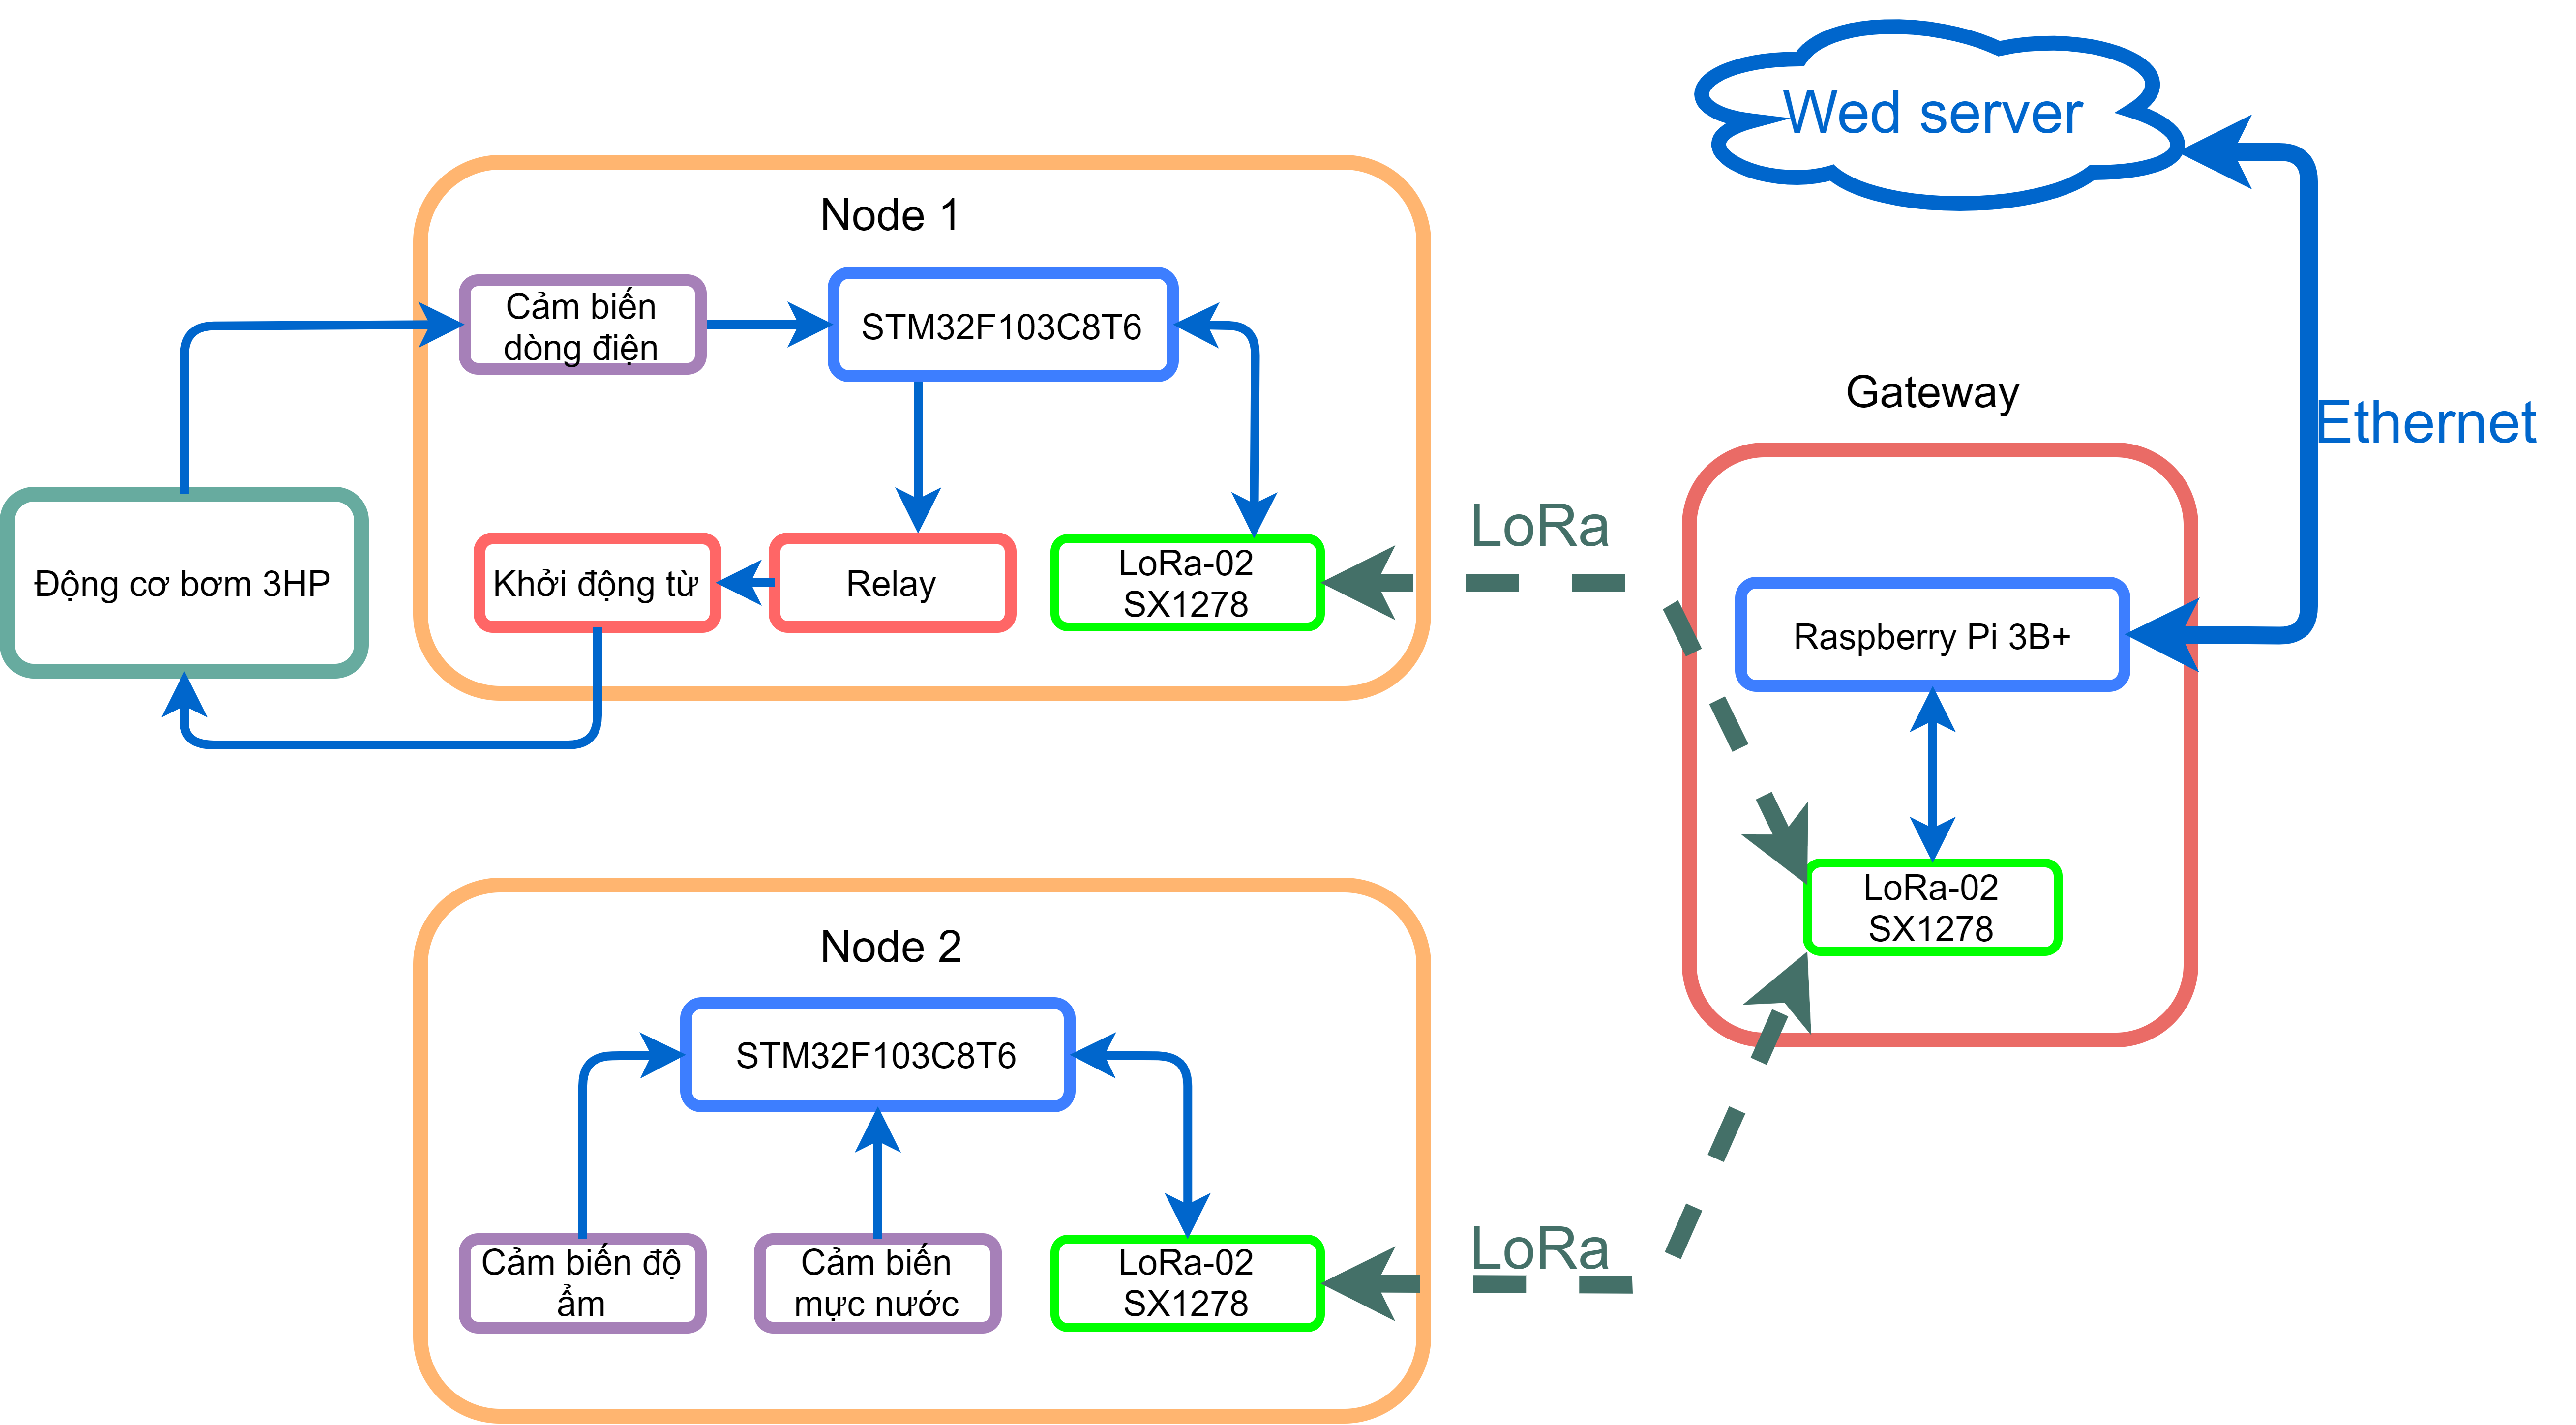 Wed server
Node 1
Cảm biến
dòng điện
STM32F103C8T6
Gateway
Ethernet
LoRa
Động cơ bơm 3HP
Khởi động từ
Relay
LoRa-02
SX1278
Raspberry Pi 3B+
LoRa-02
SX1278
Node 2
STM32F103C8T6
LoRa
Cảm biến độ
ẩm
Cảm biến
mực nước
LoRa-02
SX1278